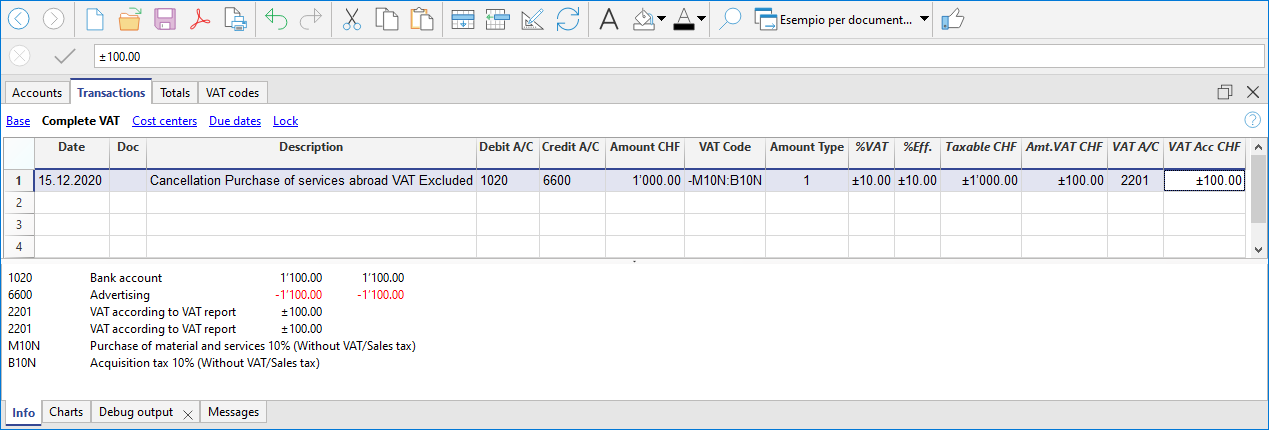 Esempio per document...
±100.00
Accounts Transactions Totals VAT codes
Base Complete VAT Cost centers Due dates Lock
Date Doc Description Debit A/C Credit A/C Amount CHF VAT Code Amount Type %VAT %Eff. Taxable CHF Amt.VAT CHF VAT A/C VAT Acc CHF
1 15.12.2020 Cancellation Purchase of services abroad VAT Excluded 1020 6600 1'000.00 -M10N:B10N 1 ±10.00 ±10.00 ±1'000.00 ±100.00 2201 ±100.00
2
3
4
1020 Bank account 1'100.00 1'100.00
6600 Advertising -1'100.00 -1'100.00
2201 VAT according to VAT report ±100.00
2201 VAT according to VAT report ±100.00
M10N Purchase of material and services 10% (Without VAT/Sales tax)
B10N Acquisition tax 10% (Without VAT/Sales tax)
Info Charts Debug output Messages